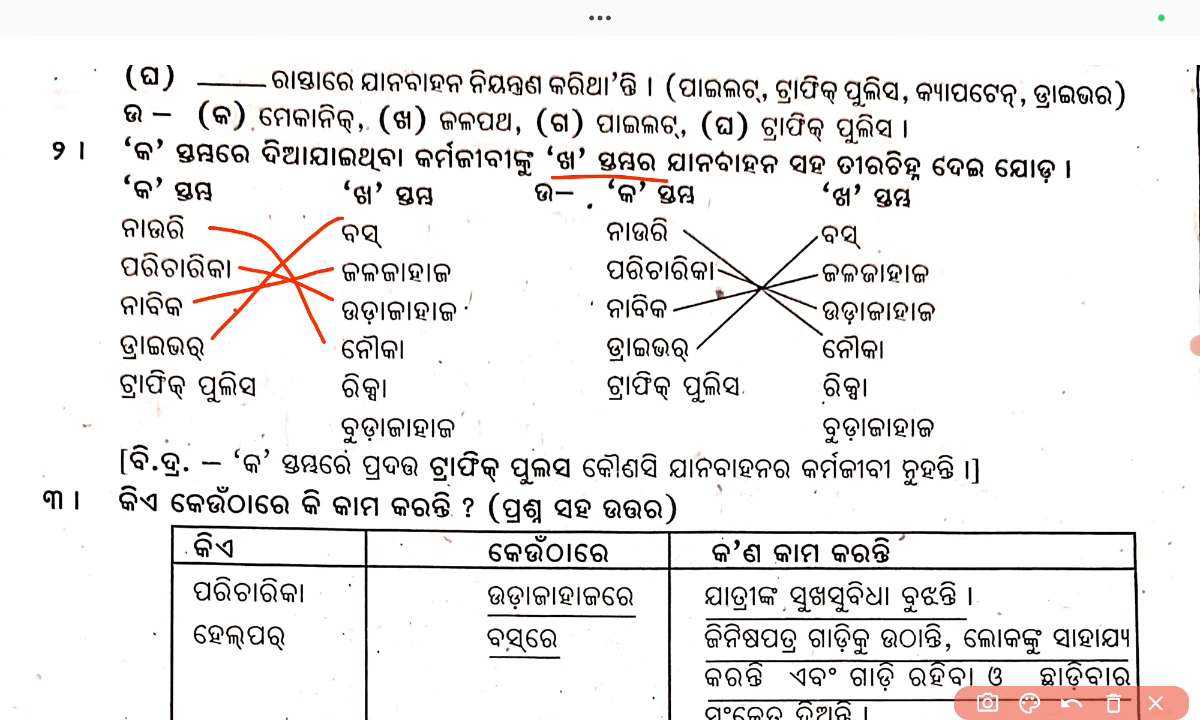 (ଘ) ______ ରାସ୍ତାରେ ଯାନବାହନ ନିୟନ୍ତ୍ରଣ କରିଥା’ନ୍ତି । (ପାଇଲଟ୍, ଟ୍ରାଫିକ୍ ପୁଲିସ, କ୍ୟାପଟେନ୍, ଡ୍ରାଇଭର)
ଉ – (କ) ମେକାନିକ୍, (ଖ) ଜଳପଥ, (ଗ) ପାଇଲଟ୍, (ଘ) ଟ୍ରାଫିକ୍ ପୁଲିସ ।
୨ । ‘କ’ ସ୍ତମ୍ଭରେ ଦିଆଯାଇଥିବା କର୍ମଜୀବୀଙ୍କୁ ‘ଖ’ ସ୍ତମ୍ଭର ଯାନବାହନ ସହ ତୀରଚିହ୍ନ ଦେଇ ଯୋଡ଼ ।
‘କ’ ସ୍ତମ୍ଭ ‘ଖ’ ସ୍ତମ୍ଭ ଉ– ‘କ’ ସ୍ତମ୍ଭ ‘ଖ’ ସ୍ତମ୍ଭ
ନାଉରି ବସ୍ ନାଉରି ବସ୍
ପରିଚାରିକା ଜଳଜାହାଜ ପରିଚାରିକା ଜଳଜାହାଜ
ନାବିକ ଉଡ଼ାଜାହାଜ ନାବିକ ଉଡ଼ାଜାହାଜ
ଡ୍ରାଇଭର୍ ନୌକା ଡ୍ରାଇଭର୍ ନୌକା
ଟ୍ରାଫିକ୍ ପୁଲିସ ରିକ୍ସା ଟ୍ରାଫିକ୍ ପୁଲିସ ରିକ୍ସା
ବୁଡ଼ାଜାହାଜ ବୁଡ଼ାଜାହାଜ
[ବି.ଦ୍ର. – ‘କ’ ସ୍ତମ୍ଭରେ ପ୍ରଦତ୍ତ ଟ୍ରାଫିକ୍ ପୁଲସ କୌଣସି ଯାନବାହନର କର୍ମଜୀବୀ ନୁହନ୍ତି ।]
୩ । କିଏ କେଉଁଠାରେ କି କାମ କରନ୍ତି ? (ପ୍ରଶ୍ନ ସହ ଉତ୍ତର)
କିଏ କେଉଁଠାରେ କ’ଣ କାମ କରନ୍ତି
ପରିଚାରିକା ଉଡ଼ାଜାହାଜରେ ଯାତ୍ରୀଙ୍କ ସୁଖସୁବିଧା ବୁଝନ୍ତି ।
ହେଲ୍‌ପର୍ ବସ୍‌ରେ ଜିନିଷପତ୍ର ଗାଡ଼ିକୁ ଉଠାନ୍ତି, ଲୋକଙ୍କୁ ସାହାଯ୍ୟ
କରନ୍ତି ଏବଂ ଗାଡ଼ି ରହିବା ଓ ଛାଡ଼ିବାର
ସଂକେତ ଦିଅନ୍ତି ।